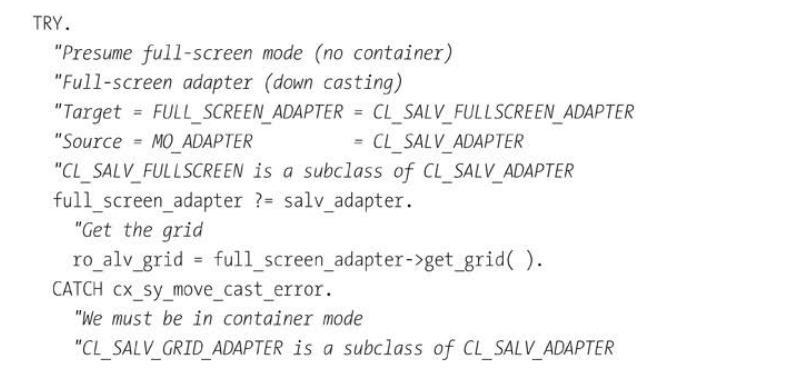 TRY.
"Presume full-screen mode (no container)
"Full-screen adapter (down casting)
"Target = FULL_SCREEN_ADAPTER = CL_SALV_FULLSCREEN_ADAPTER
"Source = MO_ADAPTER = CL_SALV_ADAPTER
"CL_SALV_FULLSCREEN is a subclass of CL_SALV_ADAPTER
full_screen_adapter ?= salv_adapter.
"Get the grid
ro_alv_grid = full_screen_adapter->get_grid( ).
CATCH cx_sy_move_cast_error.
"We must be in container mode
"CL_SALV_GRID_ADAPTER is a subclass of CL_SALV_ADAPTER